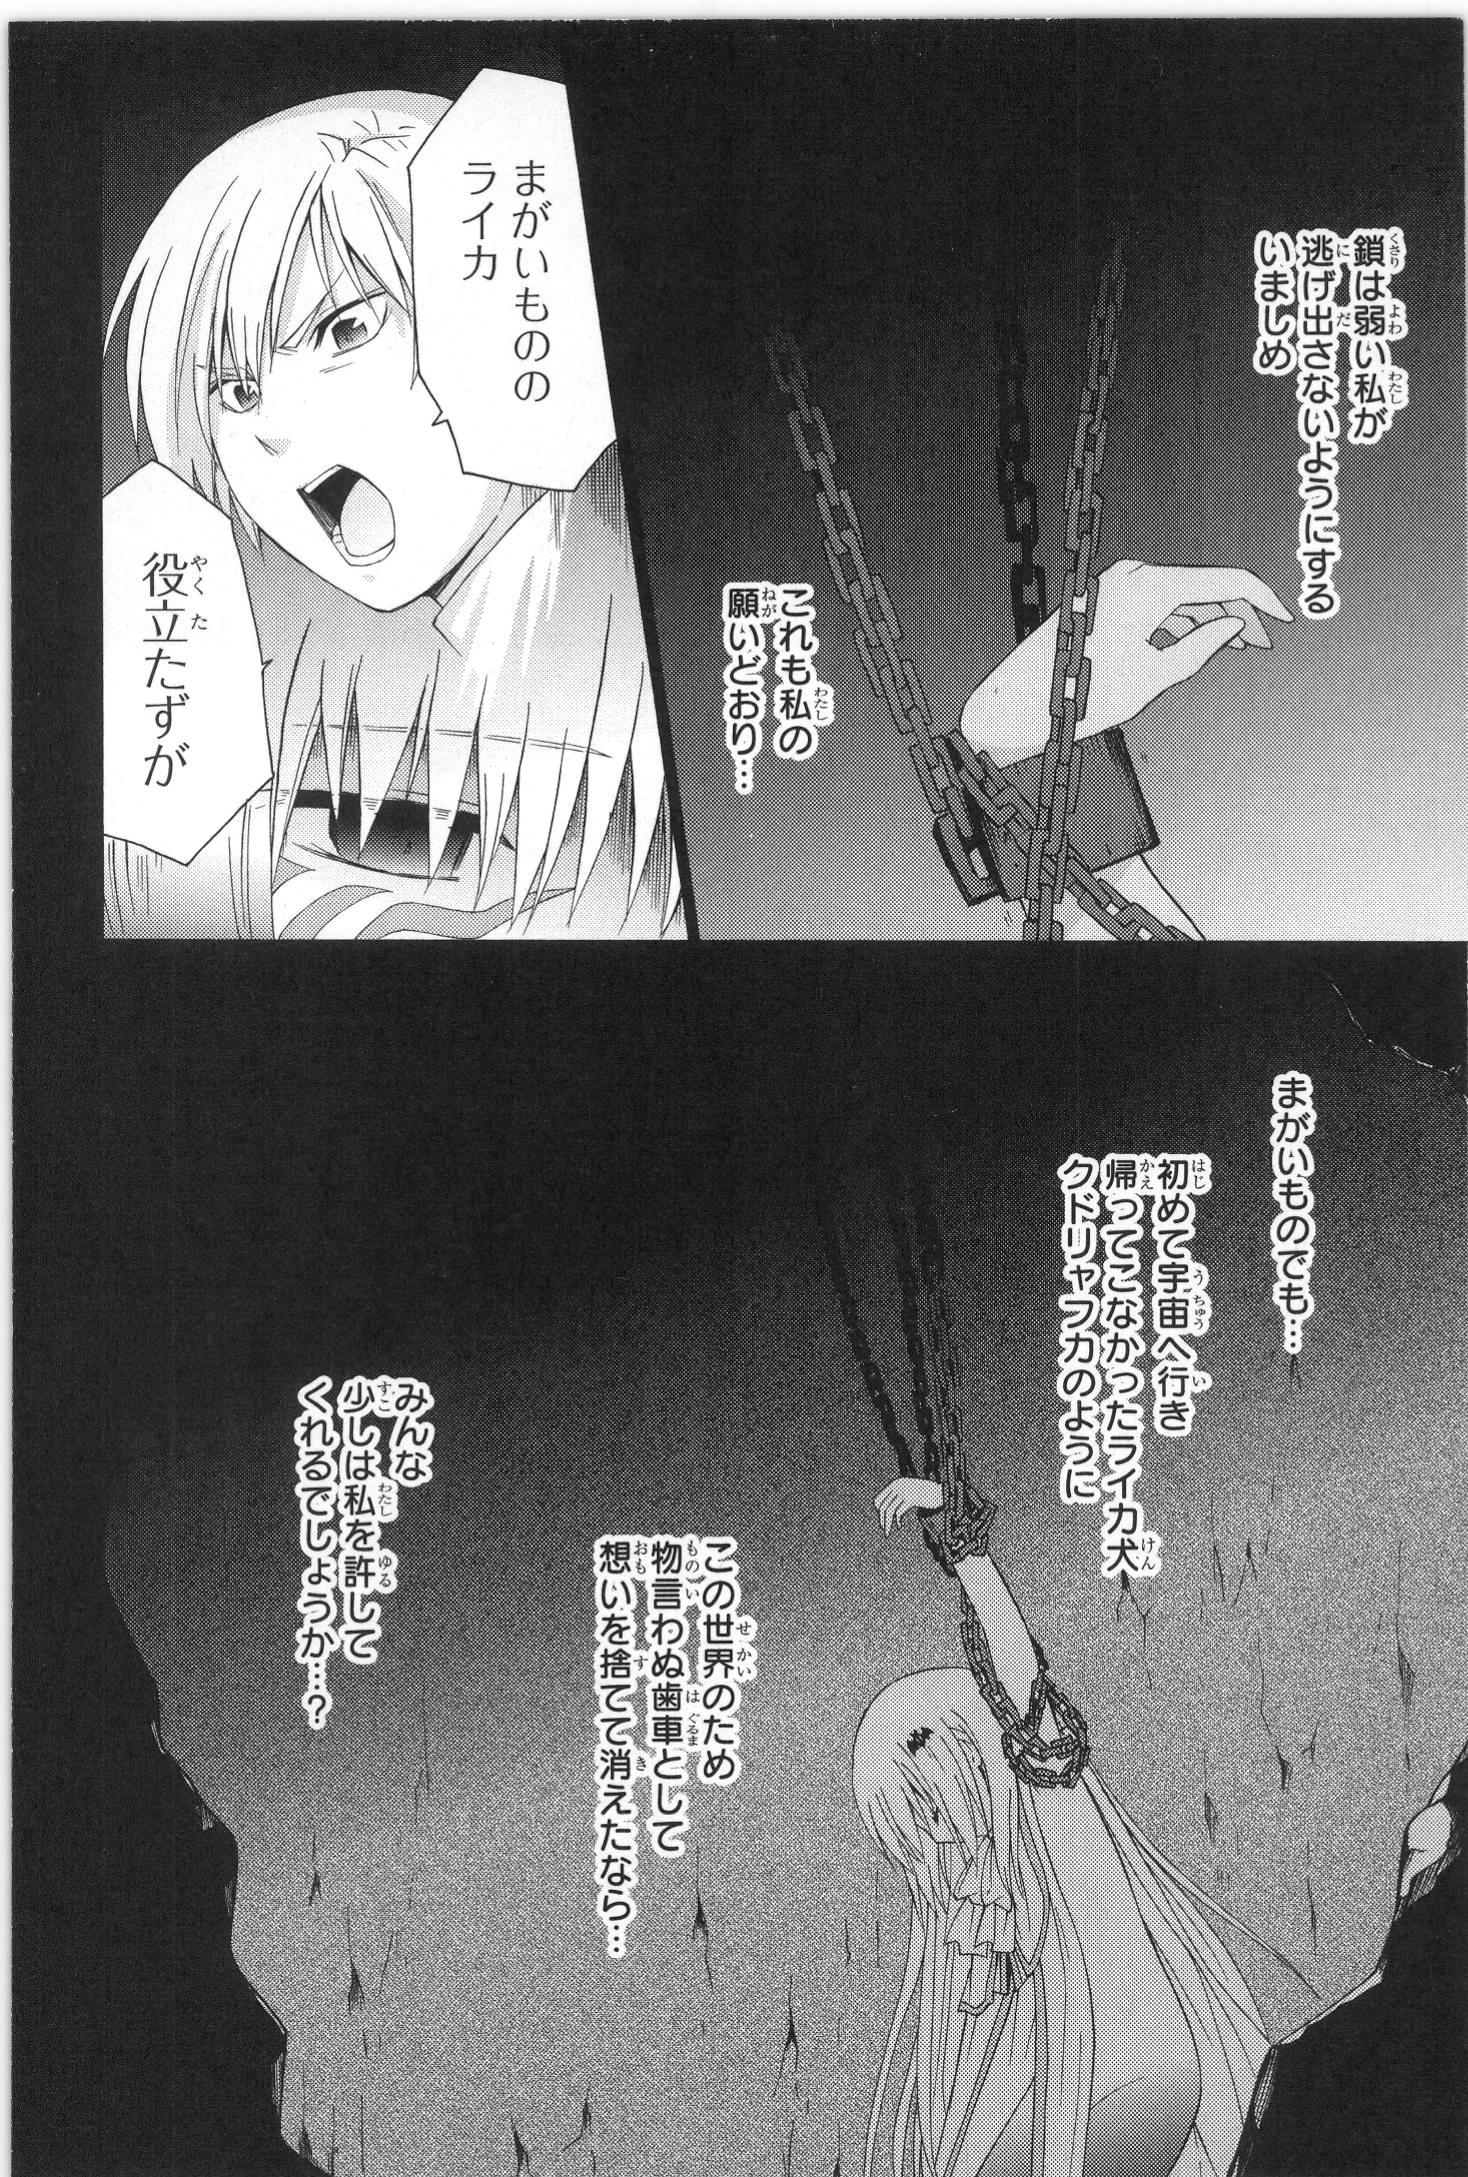 鎖は弱い私が
逃げ出さないようにする
いましめ
これも私の
願いどおり…
まがいものの
ライカ
役立たずが
まがいものでも…
初めて宇宙へ行き
帰ってこなかったライカ犬
クドリャフカのように
この世界のため
物言わぬ歯車として
想いを捨てて消えたなら…
みんな
少しは私を許して
くれるでしょうか…?